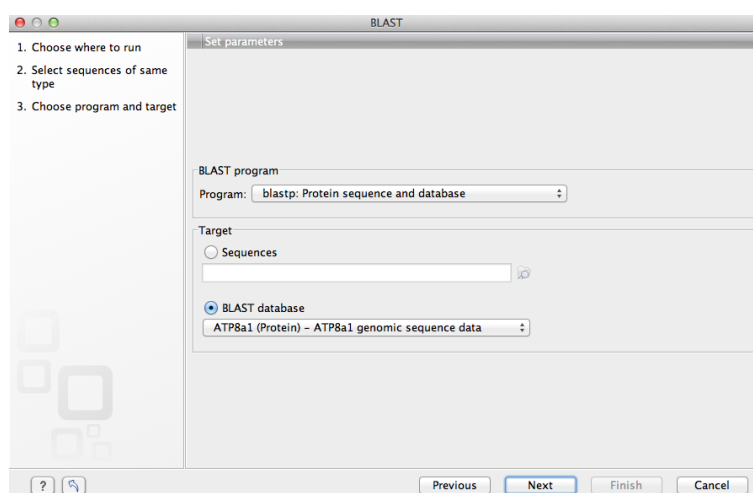 BLAST
1. Choose where to run
2. Select sequences of same
type
3. Choose program and target
Set parameters
BLAST program
Program: blastp: Protein sequence and database
Target
Sequences
BLAST database
ATP8a1 (Protein) – ATP8a1 genomic sequence data
? Previous Next Finish Cancel